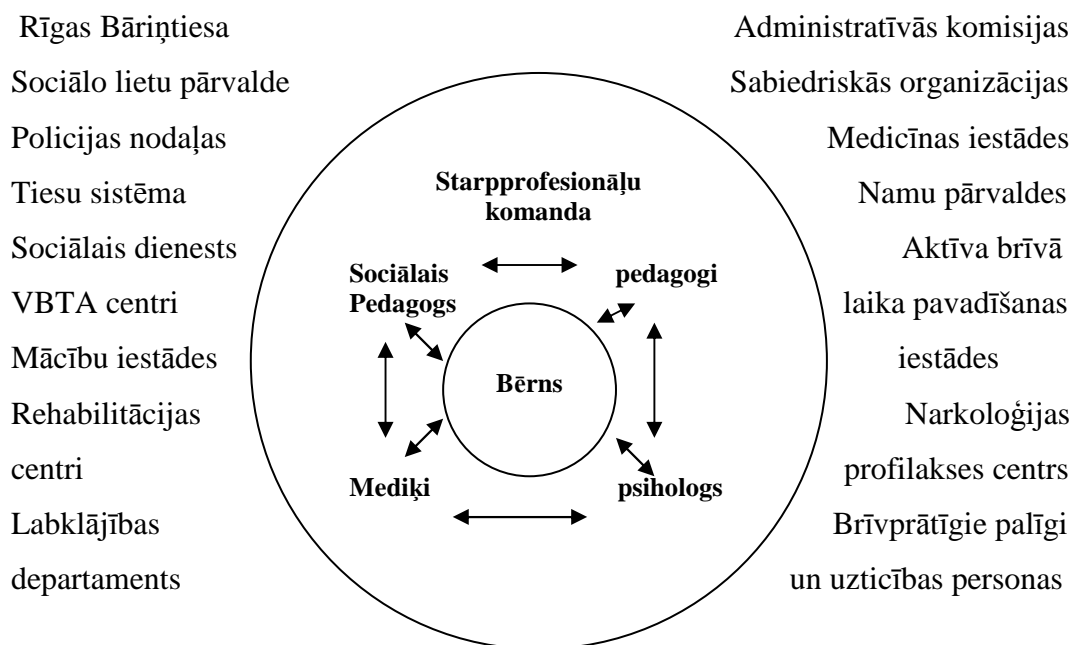 Rīgas Bāriņtiesa
Sociālo lietu pārvalde
Policijas nodaļas
Tiesu sistēma
Sociālais dienests
VBTA centri
Mācību iestādes
Rehabilitācijas
centri
Labklājības
departaments
Starpprofesionāļu
komanda
Sociālais
Pedagogs
pedagogi
Bērns
Mediķi
psihologs
Administratīvās komisijas
Sabiedriskās organizācijas
Medicīnas iestādes
Namu pārvaldes
Aktīva brīvā
laika pavadīšanas
iestādes
Narkoloģijas
profilakses centrs
Brīvprātīgie palīgi
un uzticības personas